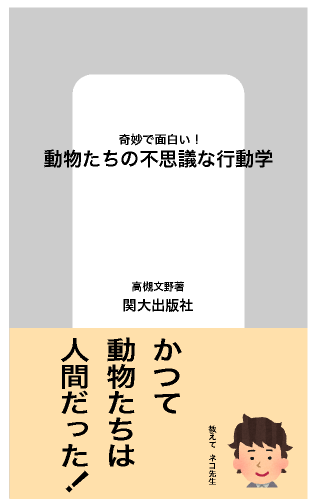 奇妙で面白い！
動物たちの不思議な行動学
高槻文野著
関大出版社
かつて
動物たちは
人間だった！
教えて　ネコ先生